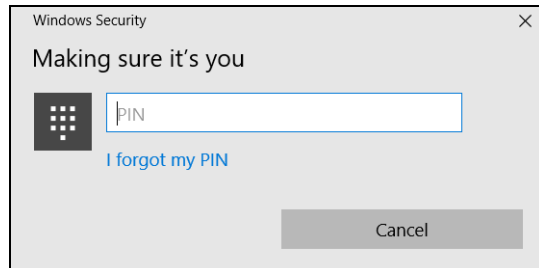 Windows Security
Making sure it’s you
PIN
I forgot my PIN
Cancel